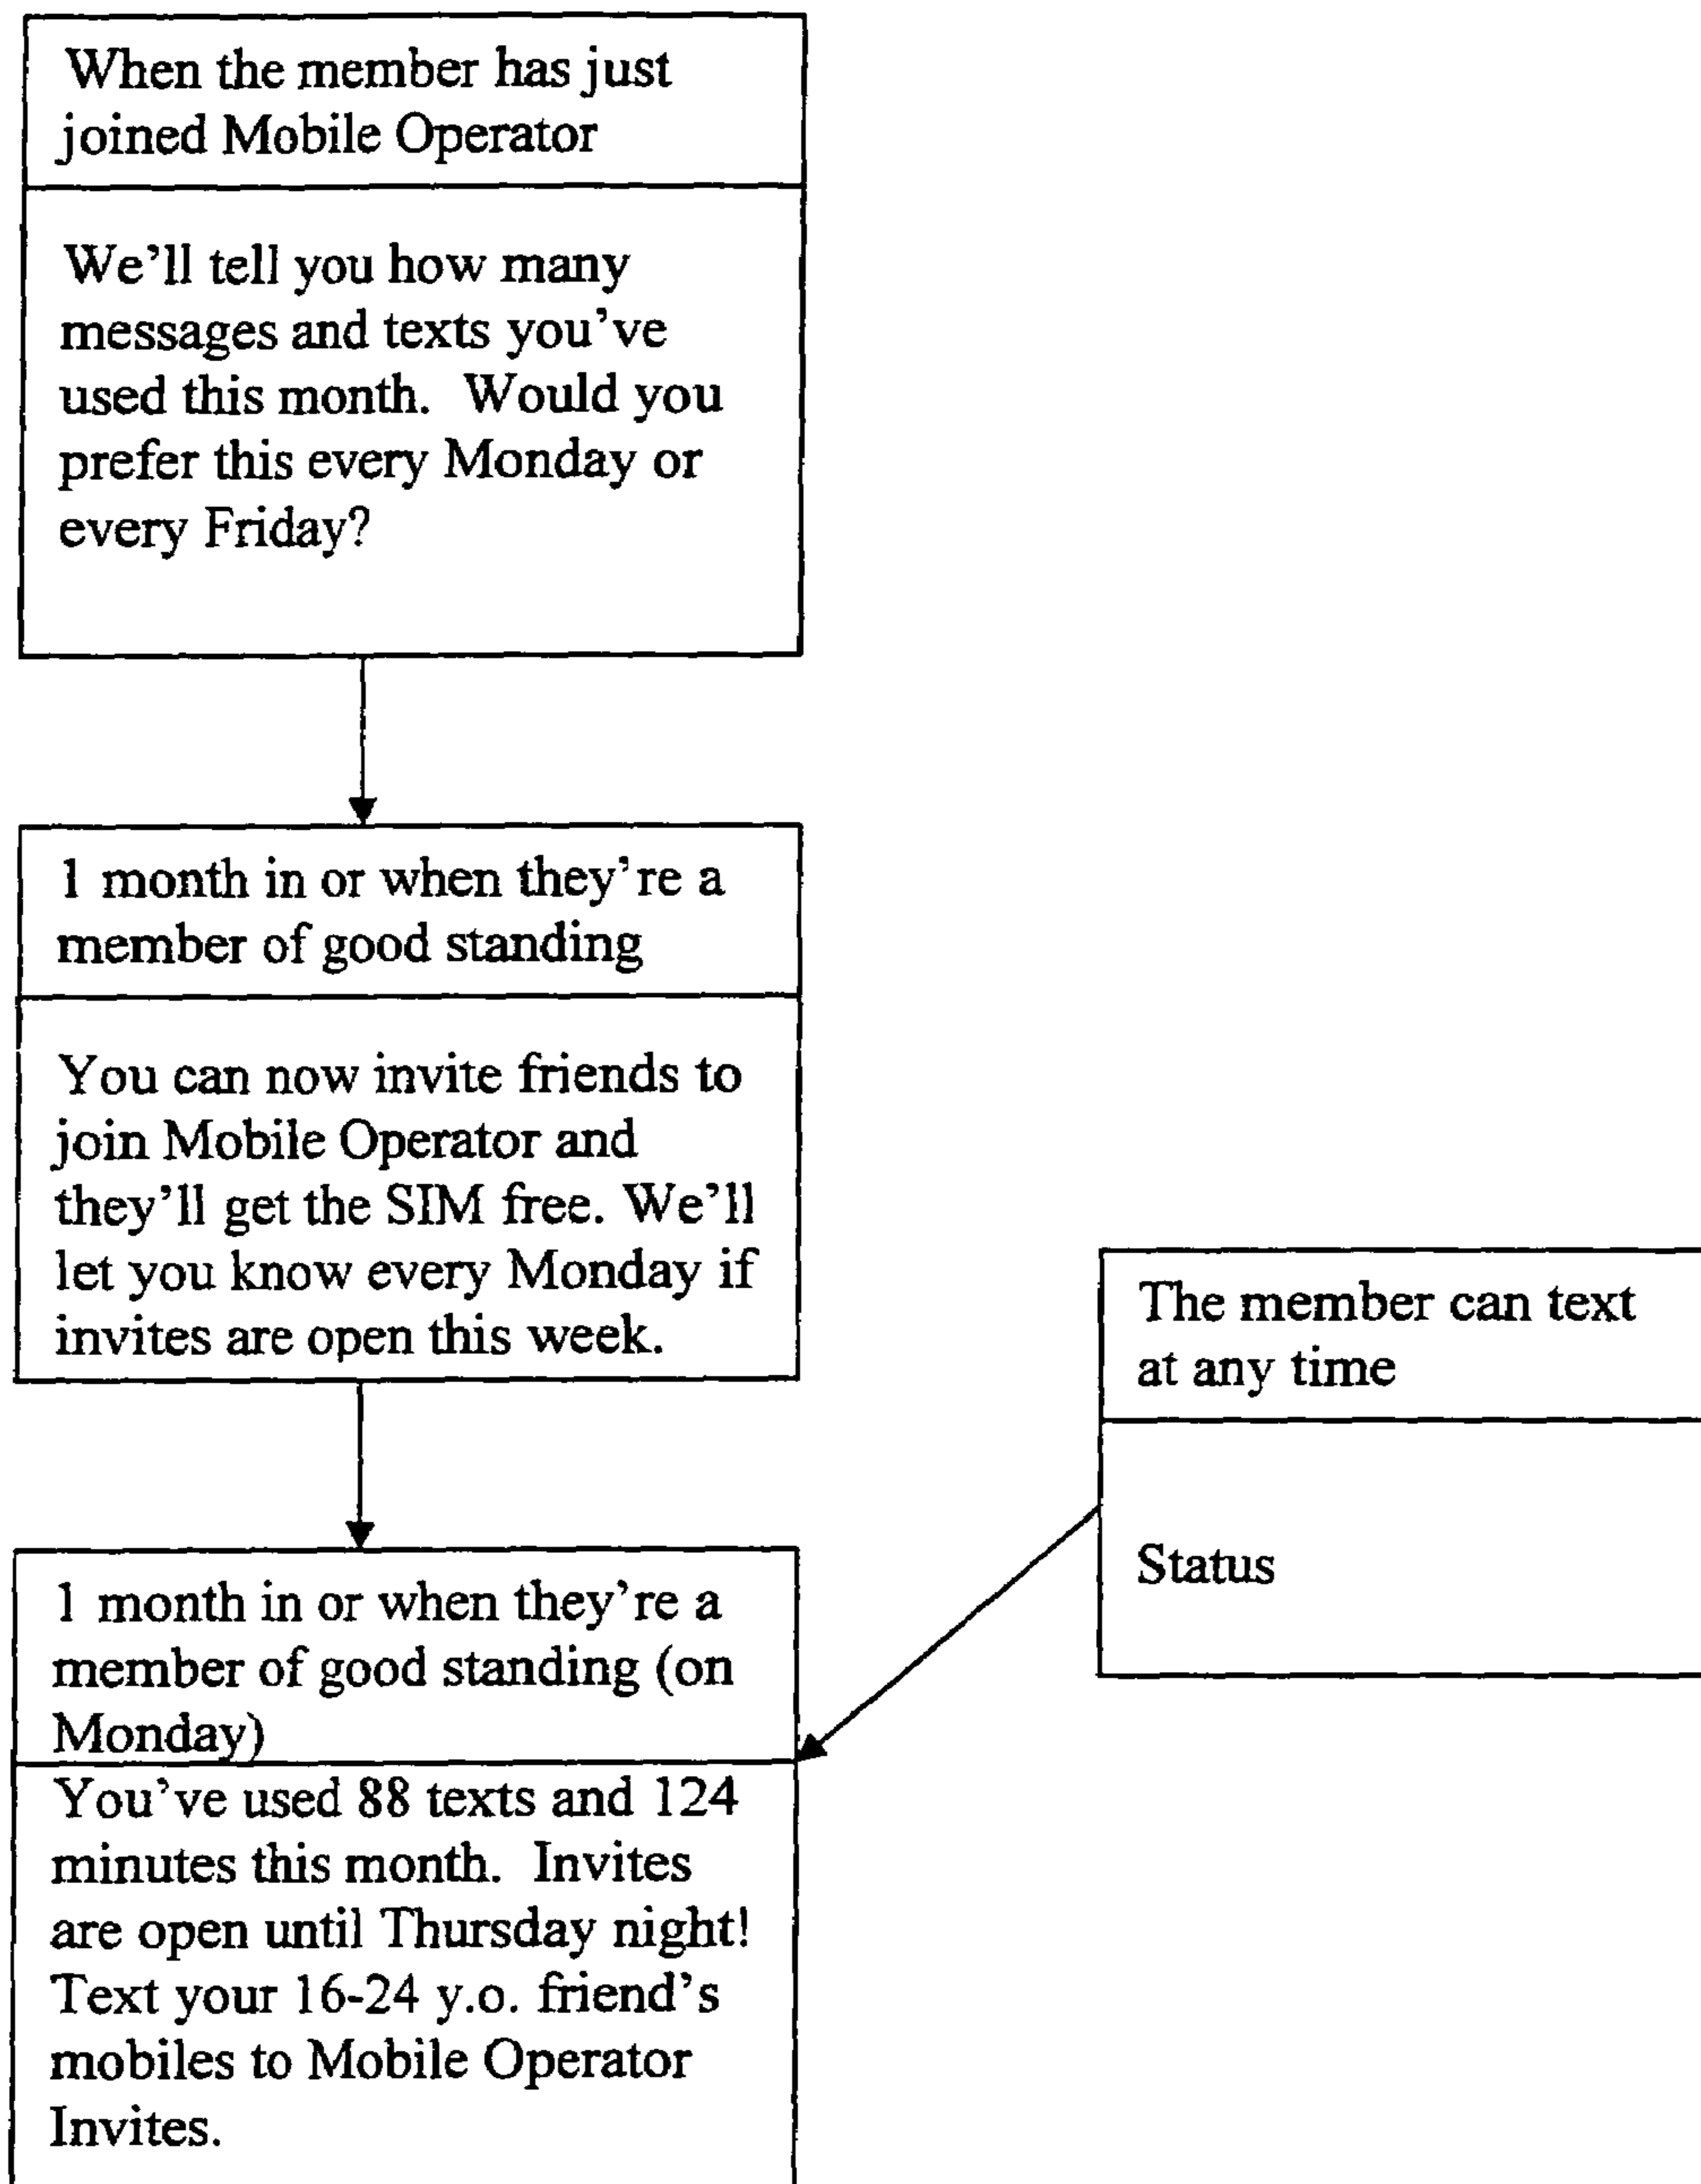 When the member has just
joined Mobile Operator
We'll tell you how many
messages and texts you've
used this month.  Would you
prefer this every Monday or
every Friday?
1 month in or when they're a
member of good standing
You can now invite friends to
join Mobile Operator and
they'll get the SIM free. We'll
let you know every Monday if
invites are open this week.
The member can text
at any time
Status
1 month in or when they're a
member of good standing (on
Monday)
You've used 88 texts and 124
minutes this month.  Invites
are open until Thursday night!
Text your 16-24 y.o. friend's
mobiles to Mobile Operator
Invites.